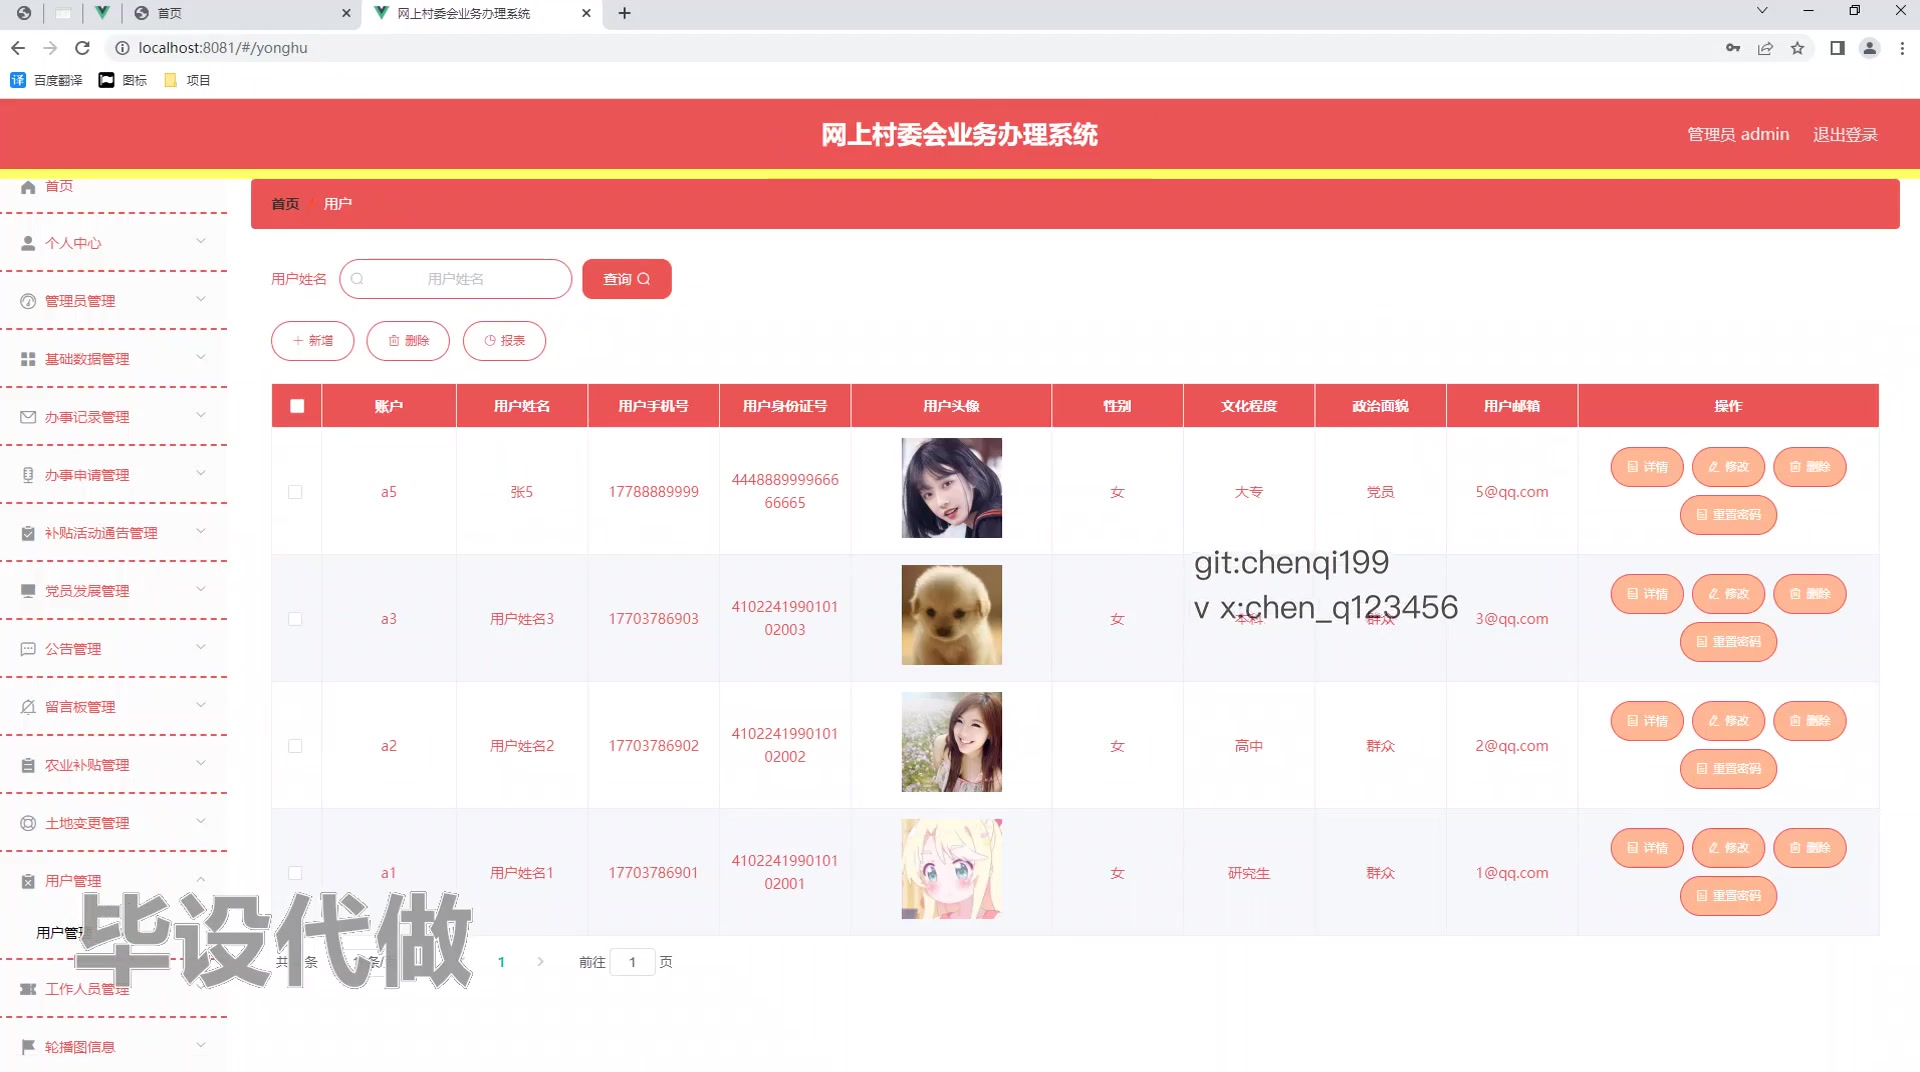 首页
网上村委会业务办理系统
localhost:8081/#/yonghu
译 百度翻译 图标 项目
网上村委会业务办理系统
管理员 admin 退出登录
首页
个人中心
管理员管理
基础数据管理
办事记录管理
办事申请管理
补贴活动通告管理
党员发展管理
公告管理
留言板管理
农业补贴管理
土地变更管理
用户管理
用户管理
工作人员管理
轮播图信息
首页 / 用户
用户姓名 用户姓名 查询
新增 删除 报表
账户 用户姓名 用户手机号 用户身份证号 用户头像 性别 文化程度 政治面貌 用户邮箱 操作
a5 张5 17788889999 4448889999666 女 大专 党员 5@qq.com 详情 修改 删除
66665 重置密码
git:chenqi199
v x:chen_q123456
a3 用户姓名3 17703786903 4102241990101 女 本科 群众 3@qq.com 详情 修改 删除
02003 重置密码
a2 用户姓名2 17703786902 4102241990101 女 高中 群众 2@qq.com 详情 修改 删除
02002 重置密码
a1 用户姓名1 17703786901 4102241990101 女 研究生 群众 1@qq.com 详情 修改 删除
02001 重置密码
毕设代做
共 条 条/ 1 前往 1 页